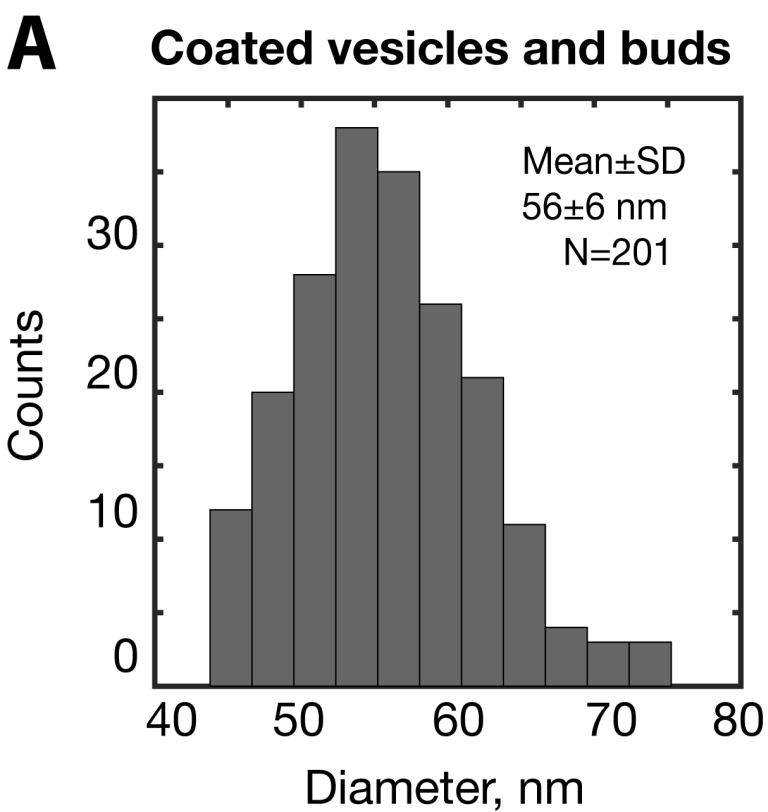 A
Coated vesicles and buds
Mean±SD
56±6 nm
N=201
30
20
10
0
Counts
40 50 60 70 80
Diameter, nm